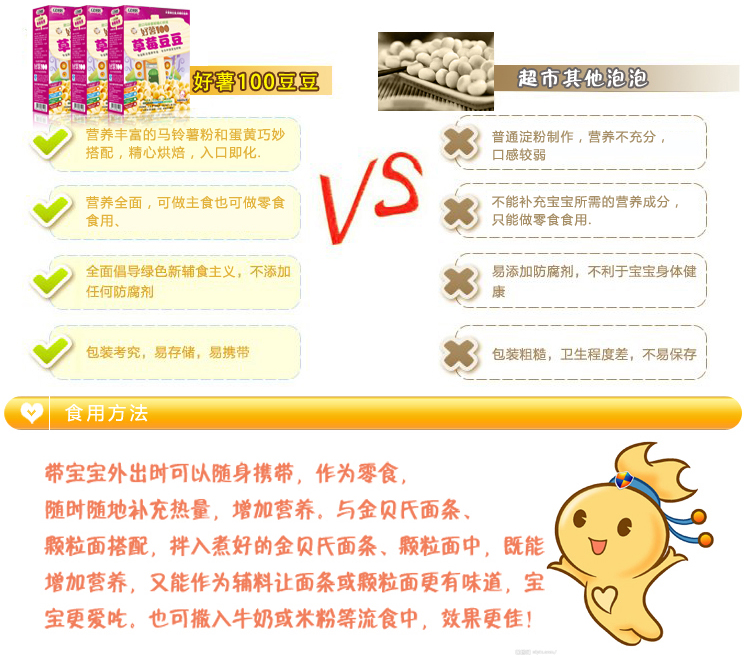 好薯100
草莓豆豆
好薯100豆豆
超市其他泡泡
营养丰富的马铃薯粉和蛋黄巧妙
搭配，精心烘焙，入口即化.
营养全面，可做主食也可做零食
食用、
全面倡导绿色新辅食主义，不添加
任何防腐剂
包装考究，易存储，易携带
VS
普通淀粉制作，营养不充分，
口感较弱
不能补充宝宝所需的营养成分，
只能做零食食用.
易添加防腐剂，不利于宝宝身体健
康
包装粗糙，卫生程度差，不易保存
食用方法
带宝宝外出时可以随身携带，作为零食，
随时随地补充热量，增加营养。与金贝氏面条、
颗粒面搭配，拌入煮好的金贝氏面条、颗粒面中，既能
增加营养，又能作为辅料让面条或颗粒面更有味道，宝
宝更爱吃。也可撒入牛奶或米粉等流食中，效果更佳！